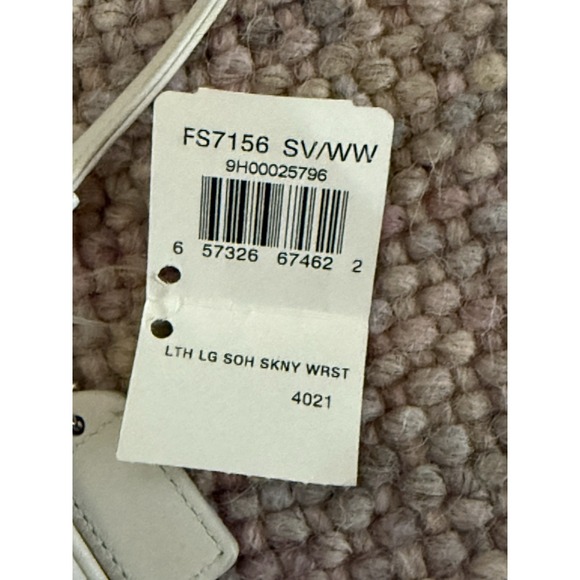 FS7156 SV/WW
9H00025796
6 57326 67462 2
LTH LG SOH SKNY WRST
4021